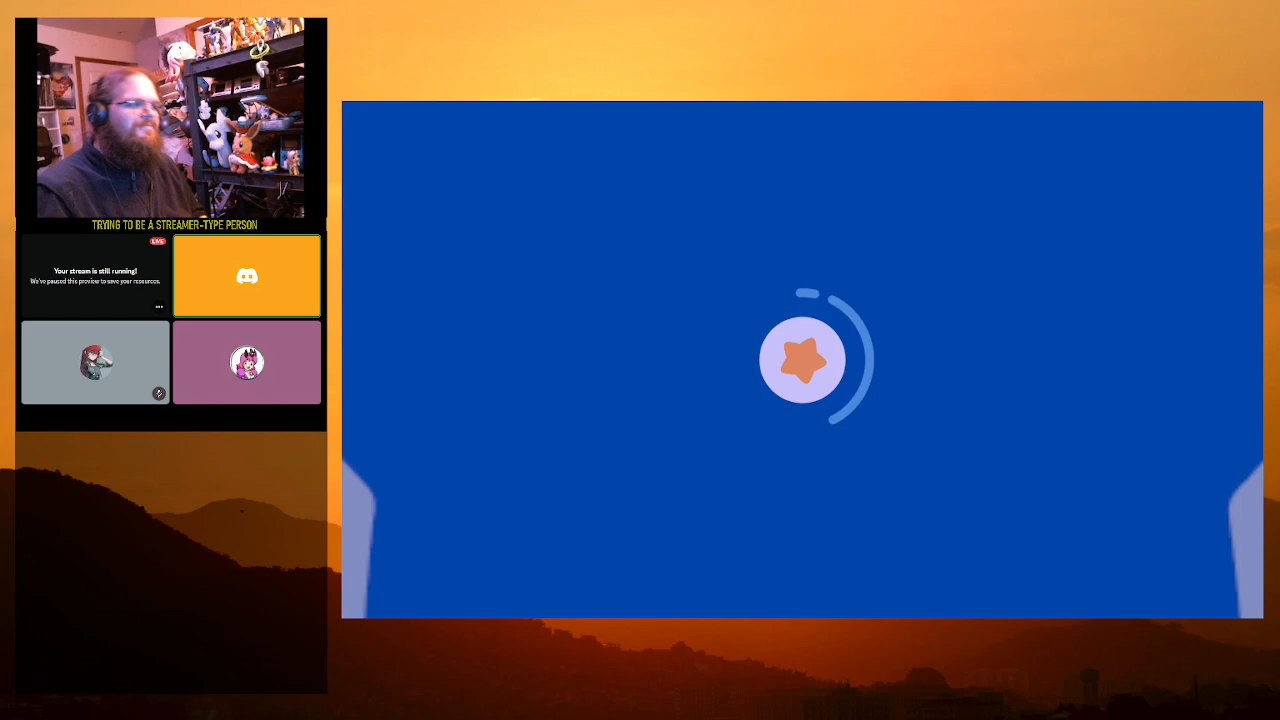 TRYING TO BE A STREAMER-TYPE PERSON
LIVE
Your stream is still running!
We've paused this preview to save your resources.